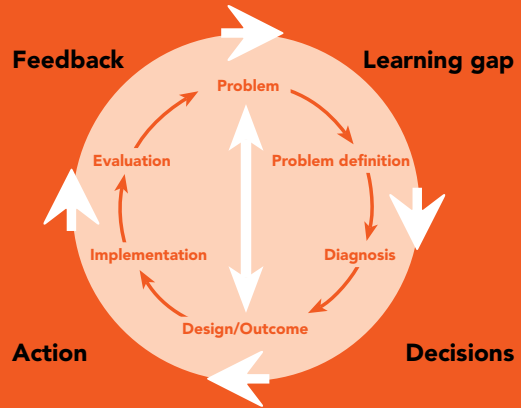 Feedback
Learning gap
Problem
Evaluation
Problem definition
Implementation
Diagnosis
Design/Outcome
Action
Decisions